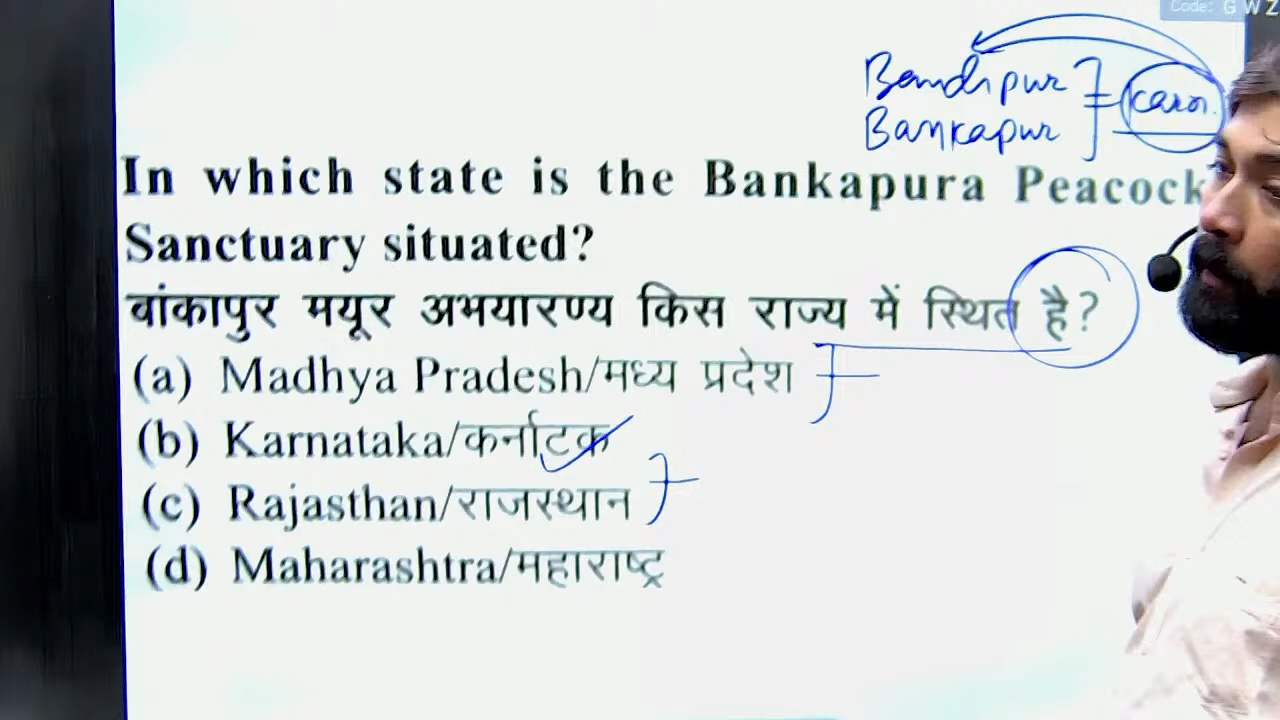 Code: G W Z
Bandipur
Bankapur
Karn.
In which state is the Bankapura Peacock
Sanctuary situated?
बांकापुर मयूर अभयारण्य किस राज्य में स्थित है?
(a) Madhya Pradesh/मध्य प्रदेश
(b) Karnataka/कर्नाटक
(c) Rajasthan/राजस्थान
(d) Maharashtra/महाराष्ट्र